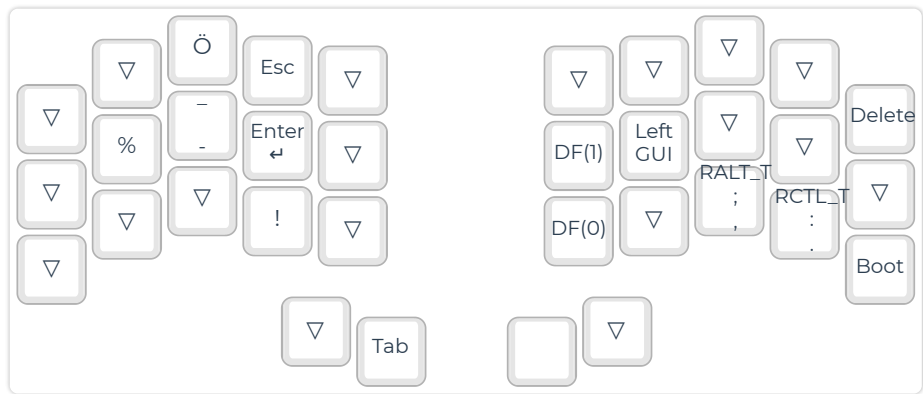 ▽ ▽ Ö Esc ▽ ▽ ▽ ▽ ▽ Delete
▽ % _ - Enter ↵ ▽ DF(1) Left GUI ▽ ▽ ▽
▽ ▽ ▽ ! ▽ DF(0) ▽ RALT_T ; , RCTL_T : . Boot
▽ Tab ▽